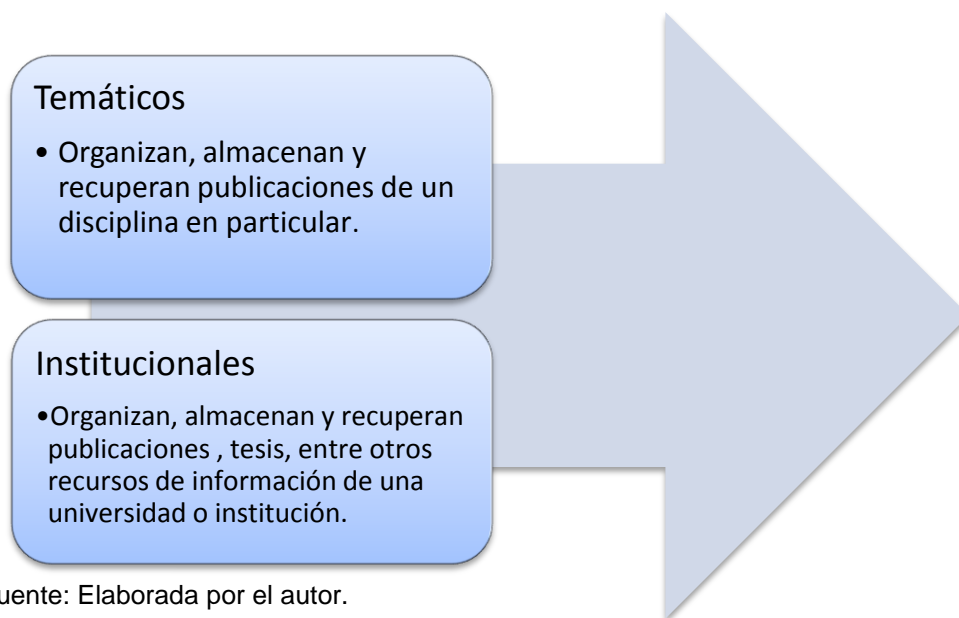 Temáticos
• Organizan, almacenan y
recuperan publicaciones de un
disciplina en particular.
Institucionales
•Organizan, almacenan y recuperan
publicaciones , tesis, entre otros
recursos de información de una
universidad o institución.
uente: Elaborada por el autor.